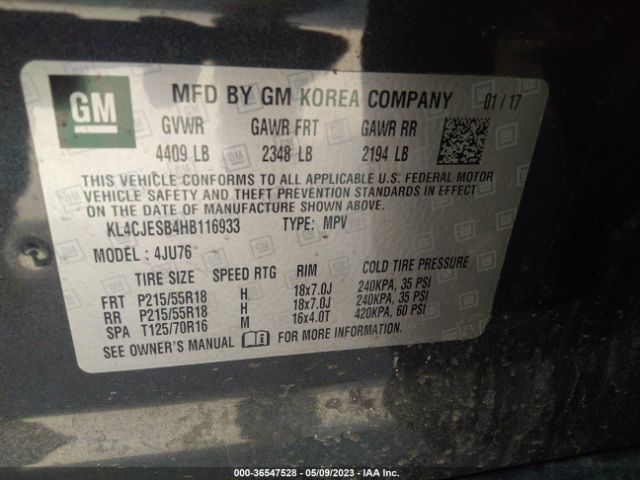 GM
MFD BY GM KOREA COMPANY 01/17
GVWR GAWR FRT GAWR RR
4409 LB 2348 LB 2194 LB
THIS VEHICLE CONFORMS TO ALL APPLICABLE U.S. FEDERAL MOTOR
VEHICLE SAFETY AND THEFT PREVENTION STANDARDS IN EFFECT
ON THE DATE OF MANUFACTURE SHOWN ABOVE.
KL4CJESB4HB116933 TYPE: MPV
MODEL: 4JU76
TIRE SIZE SPEED RTG RIM COLD TIRE PRESSURE
FRT P215/55R18 H 18x7.0J 240KPA, 35 PSI
RR P215/55R18 H 18x7.0J 240KPA, 35 PSI
SPA T125/70R16 M 16x4.0T 420KPA, 60 PSI
SEE OWNER'S MANUAL FOR MORE INFORMATION.
000-36547528 - 05/09/2023 - IAA Inc.